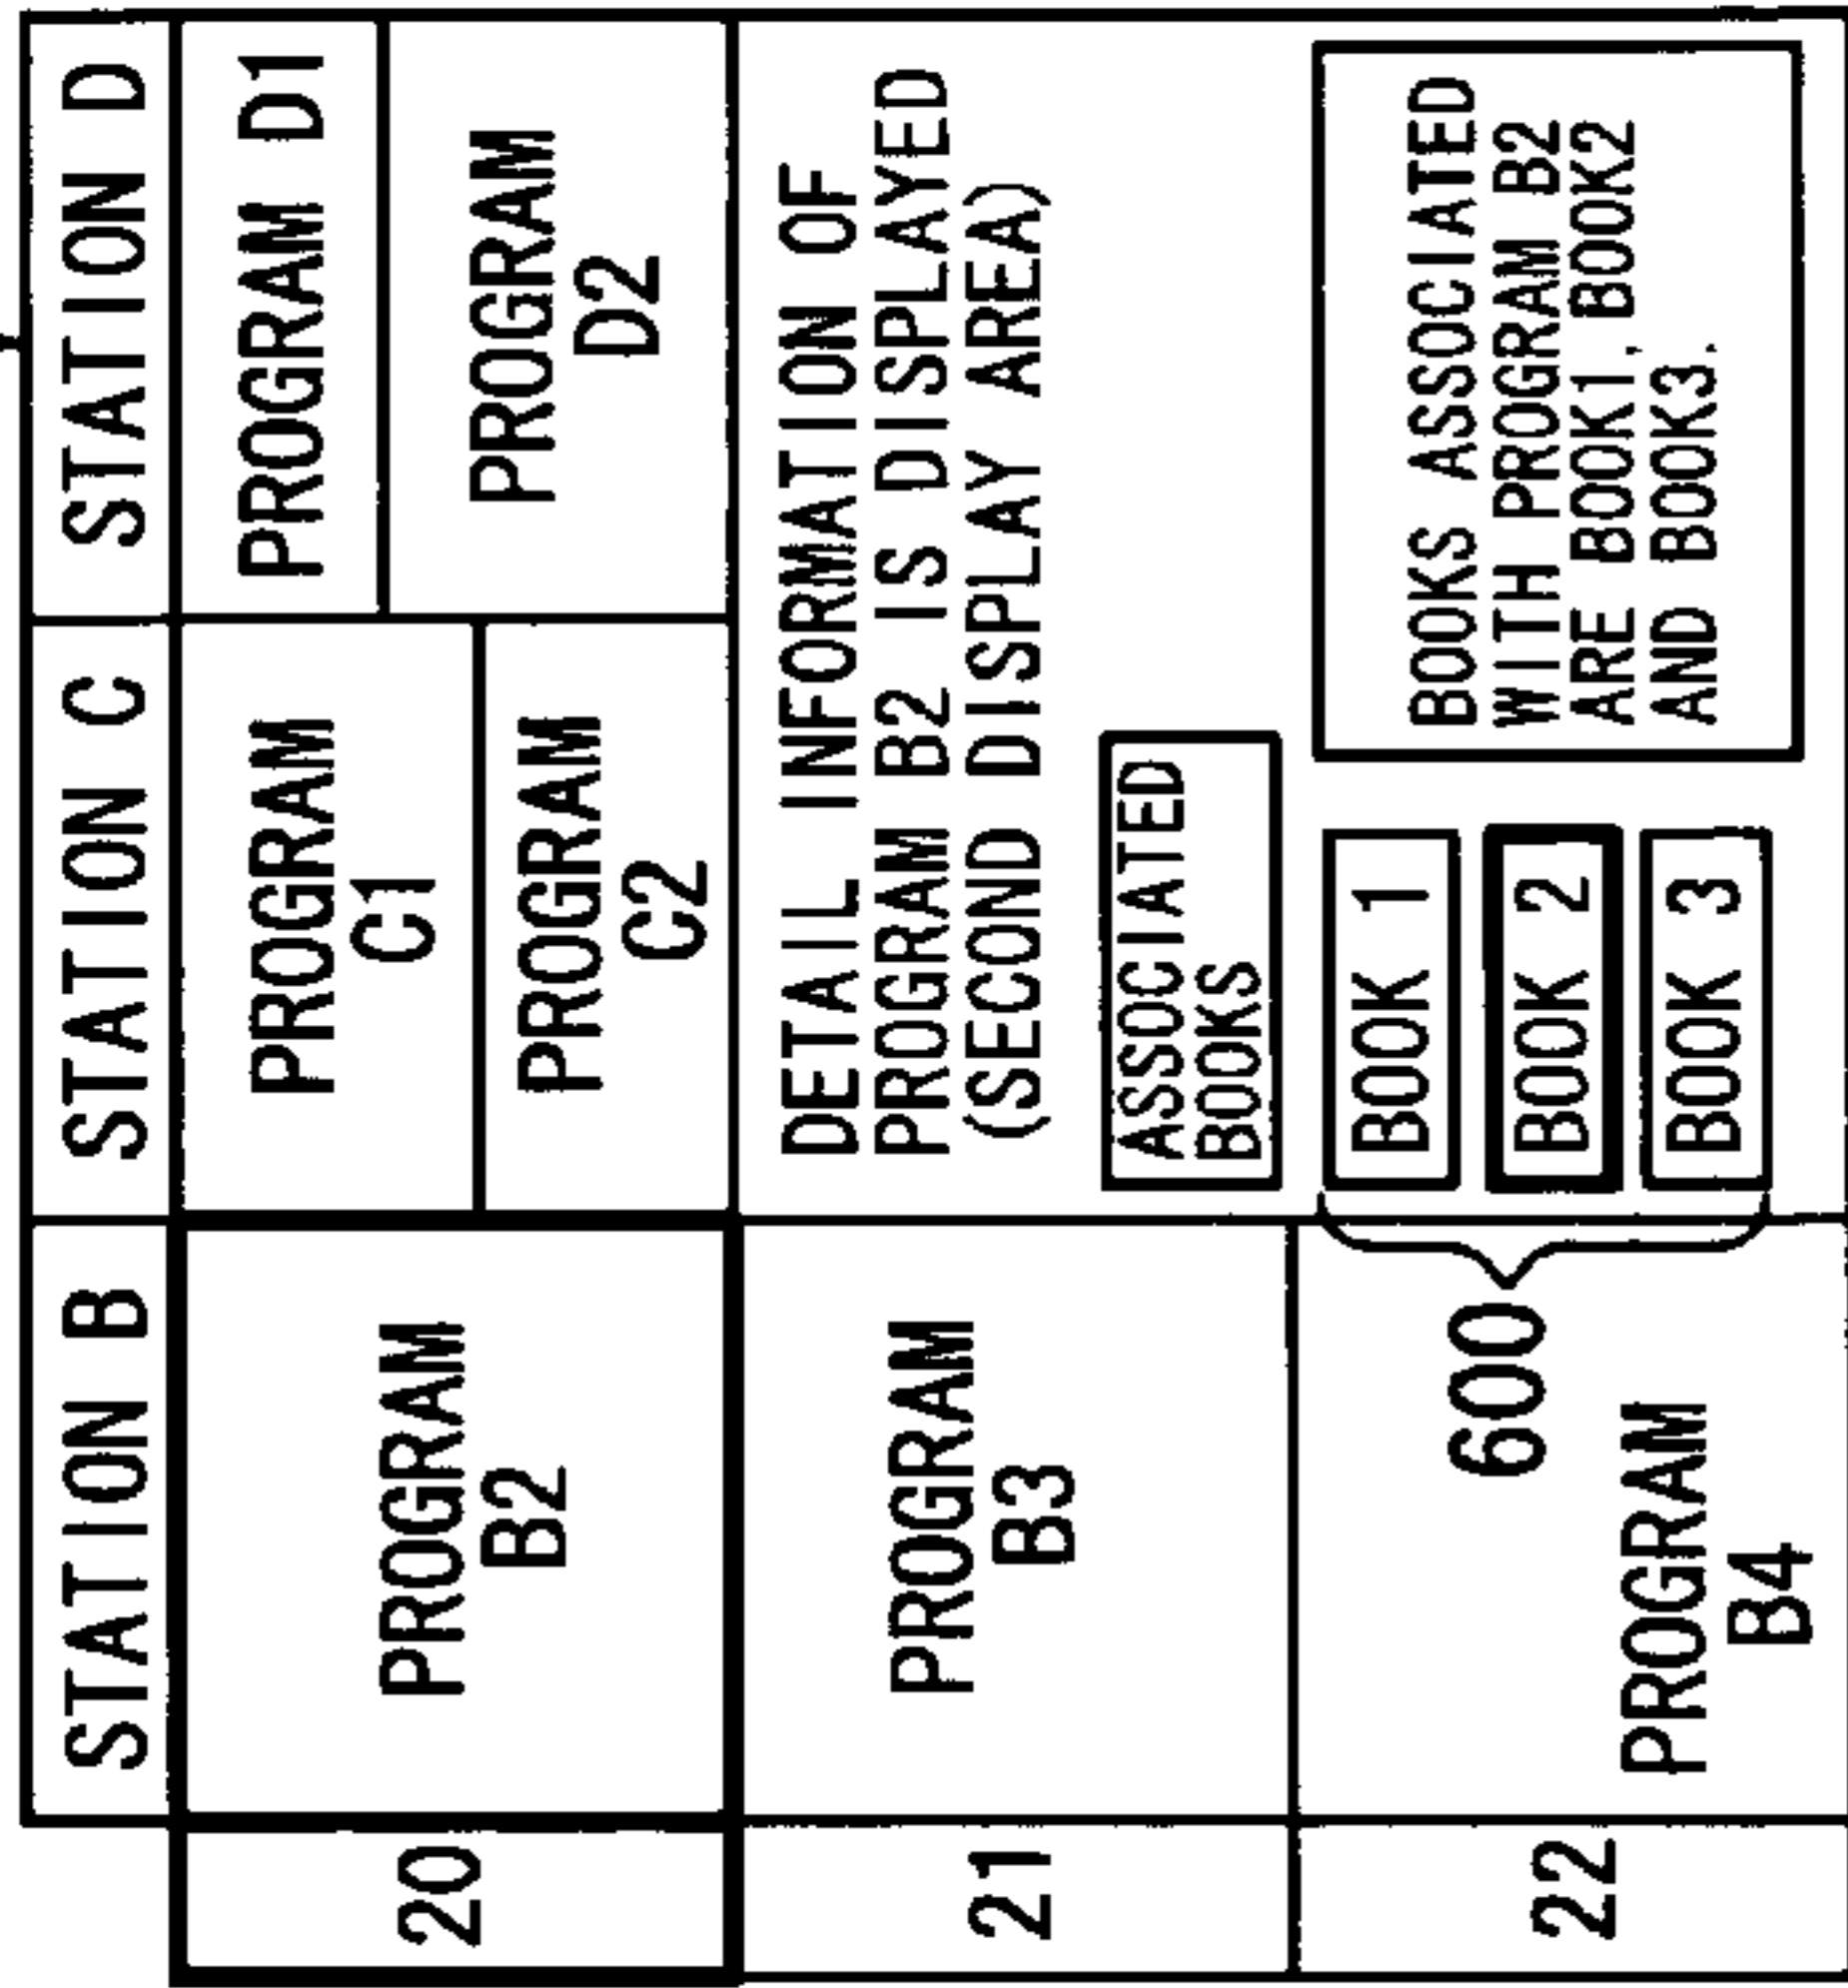 STATION B
STATION C
STATION D
20
PROGRAM
B2
PROGRAM
C1
PROGRAM
C2
PROGRAM D1
PROGRAM
D2
21
PROGRAM
B3
DETAIL INFORMATION OF
PROGRAM B2 IS DISPLAYED
(SECOND DISPLAY AREA)
ASSOCIATED
BOOKS
22
600
PROGRAM
B4
BOOK 1
BOOK 2
BOOK 3
BOOKS ASSOCIATED
WITH PROGRAM B2
ARE BOOK1, BOOK2
AND BOOK3.